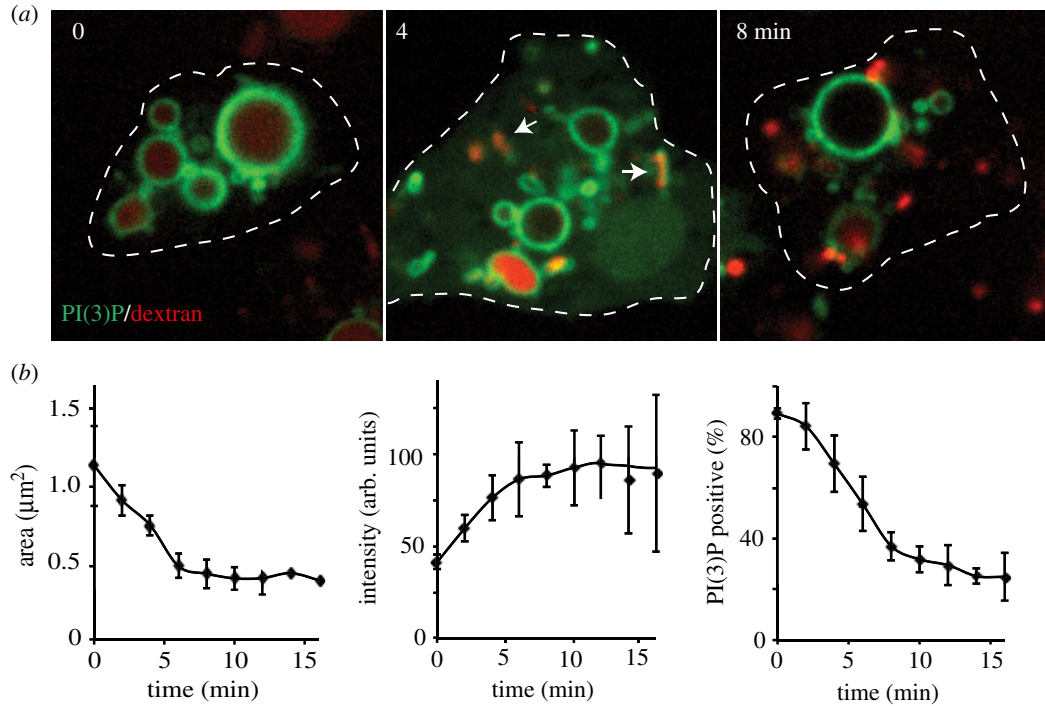 (a)
0
4
8 min
PI(3)P/dextran
(b)
1.5
1.0
0.5
0
area (μm²)
0
5
10
15
time (min)
100
50
0
intensity (arb. units)
0
5
10
15
time (min)
80
40
0
PI(3)P positive (%)
0
5
10
15
time (min)